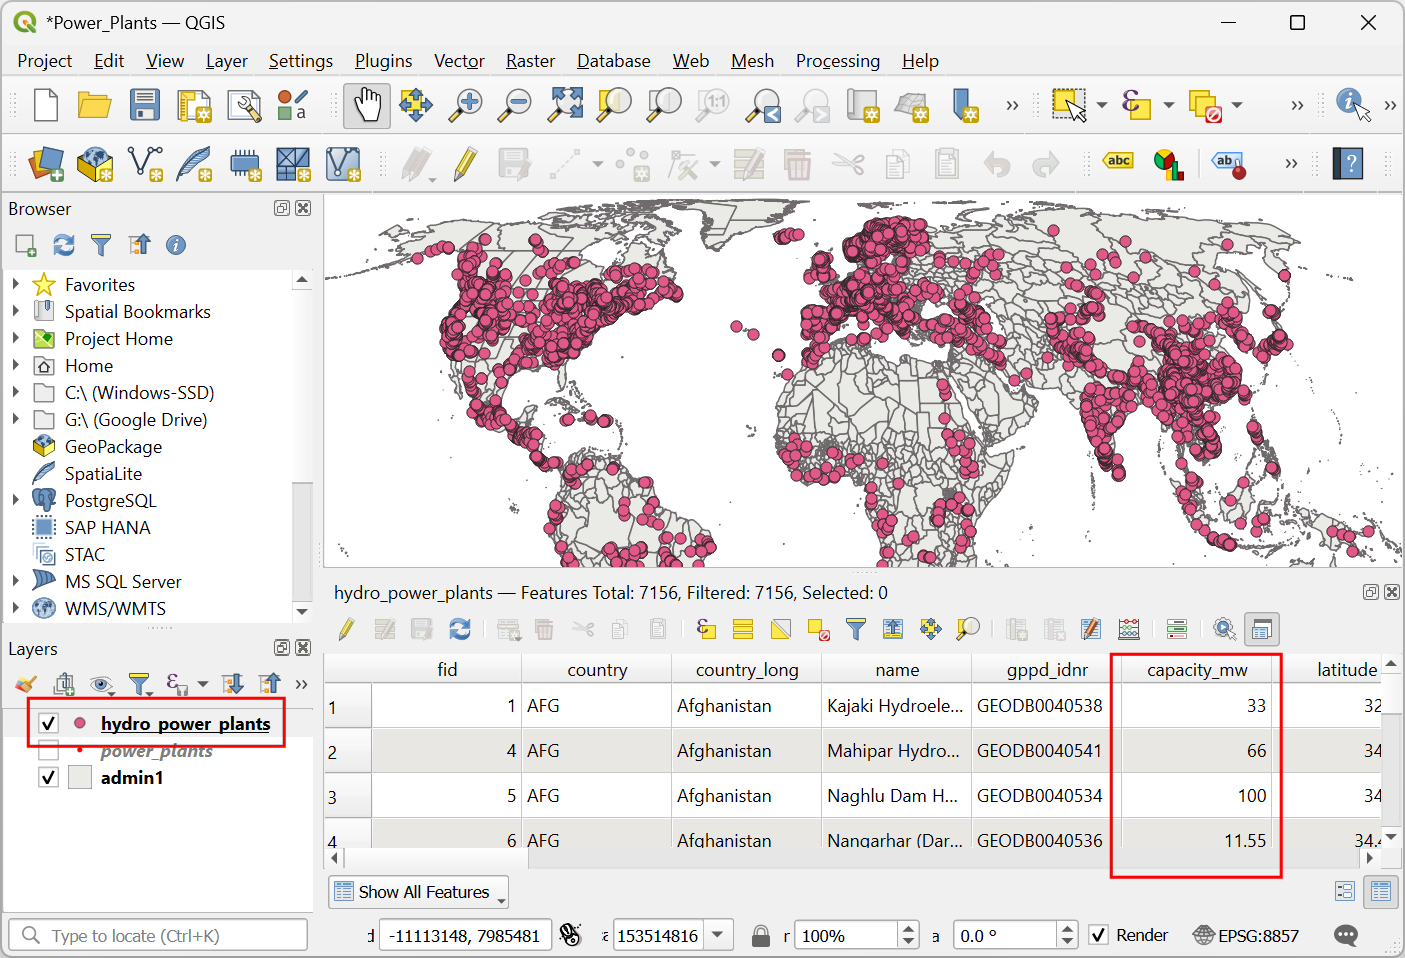 *Power_Plants — QGIS
Project Edit View Layer Settings Plugins Vector Raster Database Web Mesh Processing Help
Browser
Favorites
Spatial Bookmarks
Project Home
Home
C:\ (Windows-SSD)
G:\ (Google Drive)
GeoPackage
SpatiaLite
PostgreSQL
SAP HANA
STAC
MS SQL Server
WMS/WMTS
Layers
hydro_power_plants
power_plants
admin1
hydro_power_plants — Features Total: 7156, Filtered: 7156, Selected: 0
fid country country_long name gppd_idnr capacity_mw latitude
1 1 AFG Afghanistan Kajaki Hydroele... GEODB0040538 33 32
2 4 AFG Afghanistan Mahipar Hydro... GEODB0040541 66 34
3 5 AFG Afghanistan Naghlu Dam H... GEODB0040534 100 34
4 6 AFG Afghanistan Nangarhar (Dar... GEODB0040536 11.55 34.4
Show All Features
Type to locate (Ctrl+K) d -11113148, 7985481 153514816 r 100% a 0.0 ° Render EPSG:8857